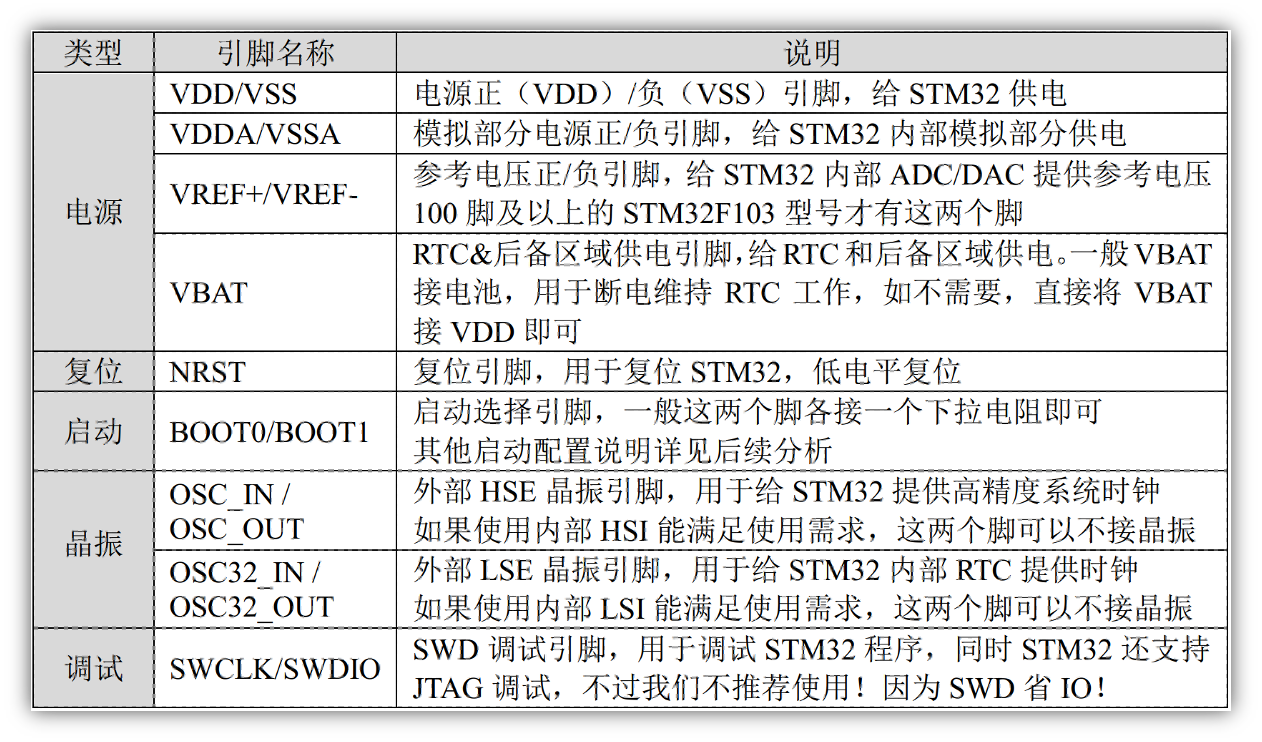 类型 引脚名称 说明
电源
VDD/VSS 电源正（VDD）/负（VSS）引脚，给 STM32 供电
VDDA/VSSA 模拟部分电源正/负引脚，给 STM32 内部模拟部分供电
VREF+/VREF- 参考电压正/负引脚，给 STM32 内部 ADC/DAC 提供参考电压
100 脚及以上的 STM32F103 型号才有这两个脚
VBAT RTC&后备区域供电引脚，给 RTC 和后备区域供电。一般 VBAT
接电池，用于断电维持 RTC 工作，如不需要，直接将 VBAT
接 VDD 即可
复位 NRST 复位引脚，用于复位 STM32，低电平复位
启动 BOOT0/BOOT1 启动选择引脚，一般这两个脚各接一个下拉电阻即可
其他启动配置说明详见后续分析
晶振
OSC_IN / 外部 HSE 晶振引脚，用于给 STM32 提供高精度系统时钟
OSC_OUT 如果使用内部 HSI 能满足使用需求，这两个脚可以不接晶振
OSC32_IN / 外部 LSE 晶振引脚，用于给 STM32 内部 RTC 提供时钟
OSC32_OUT 如果使用内部 LSI 能满足使用需求，这两个脚可以不接晶振
调试 SWCLK/SWDIO SWD 调试引脚，用于调试 STM32 程序，同时 STM32 还支持
JTAG 调试，不过我们不推荐使用！因为 SWD 省 IO！